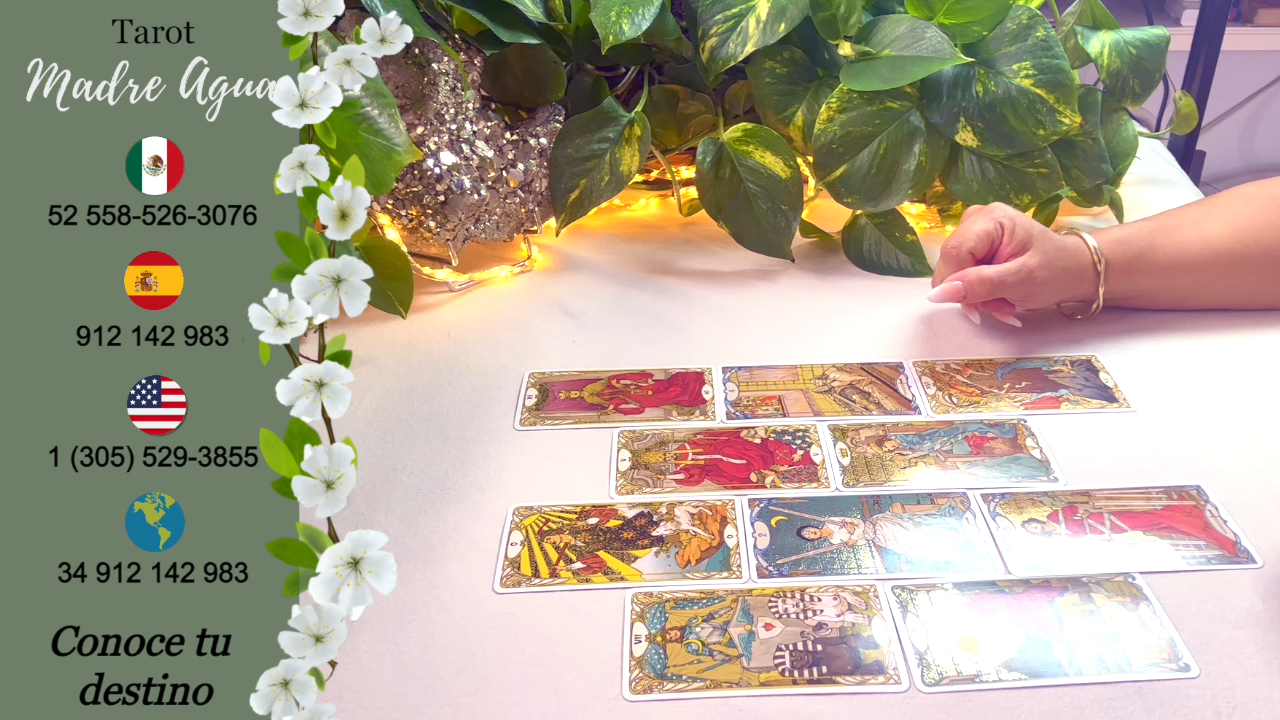 Tarot
Madre Agua
52 558-526-3076
912 142 983
1 (305) 529-3855
34 912 142 983
Conoce tu
destino
VII